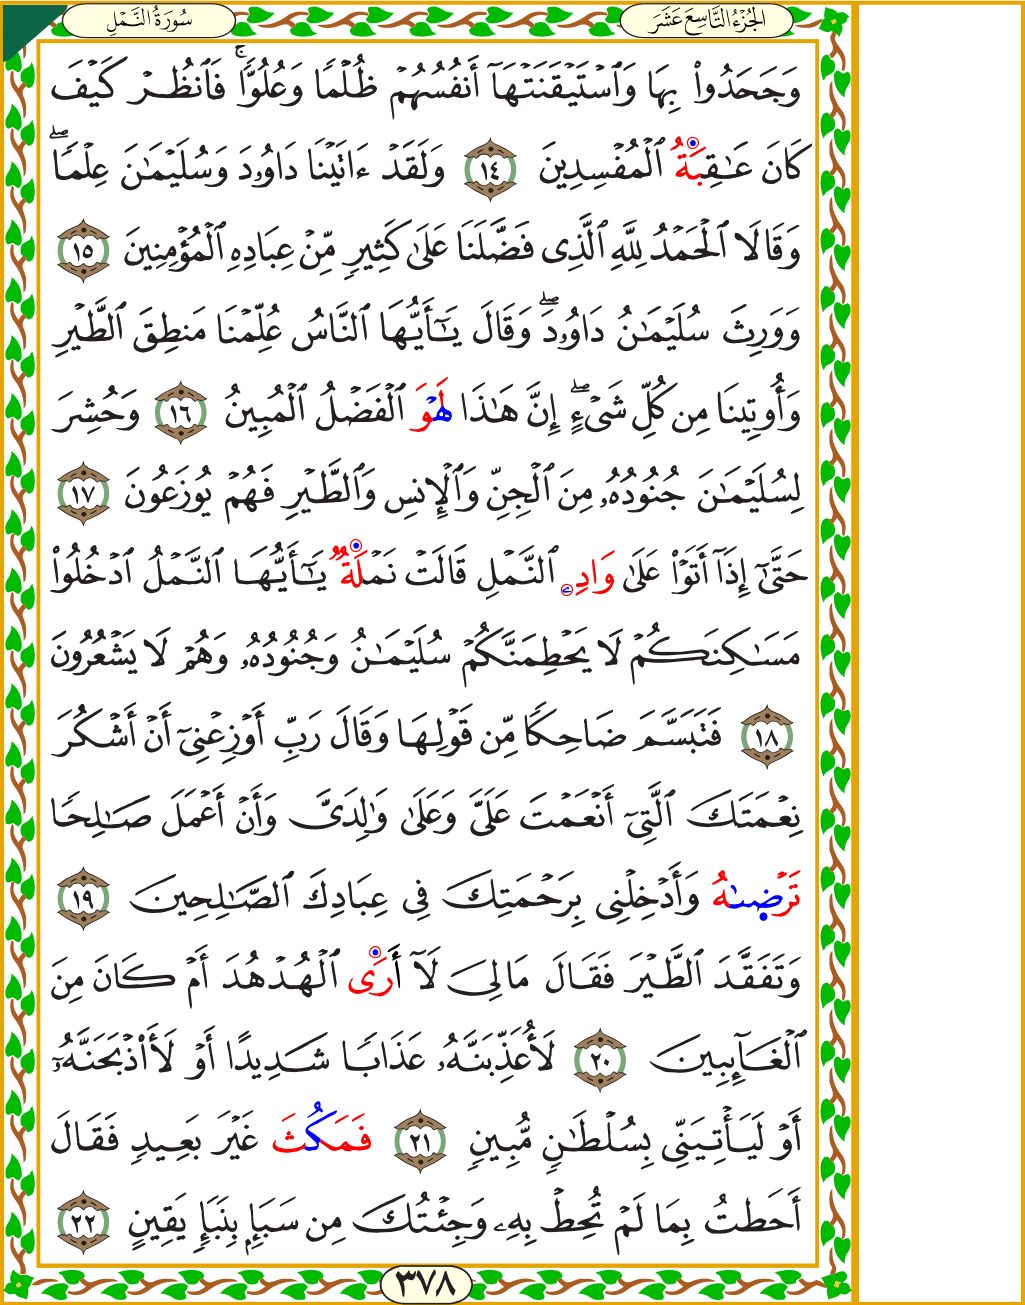 الجُزْءُ التَّاسِعَ عَشَرَ
سُورَةُ النَّمْلِ
وَجَحَدُواْ بِهَا وَٱسۡتَيۡقَنَتۡهَآ أَنفُسُهُمۡ ظُلۡمٗا وَعُلُوّٗاۚ فَٱنظُرۡ كَيۡفَ
كَانَ عَٰقِبَةُ ٱلۡمُفۡسِدِينَ ١٤ وَلَقَدۡ ءَاتَيۡنَا دَاوُۥدَ وَسُلَيۡمَٰنَ عِلۡمٗاۖ
وَقَالَا ٱلۡحَمۡدُ لِلَّهِ ٱلَّذِي فَضَّلَنَا عَلَىٰ كَثِيرٖ مِّنۡ عِبَادِهِ ٱلۡمُؤۡمِنِينَ ١٥
وَوَرِثَ سُلَيۡمَٰنُ دَاوُۥدَۖ وَقَالَ يَٰٓأَيُّهَا ٱلنَّاسُ عُلِّمۡنَا مَنطِقَ ٱلطَّيۡرِ
وَأُوتِينَا مِن كُلِّ شَيۡءٍۖ إِنَّ هَٰذَا لَهۡوَ ٱلۡفَضۡلُ ٱلۡمُبِينُ ١٦ وَحُشِرَ
لِسُلَيۡمَٰنَ جُنُودُهُۥ مِنَ ٱلۡجِنِّ وَٱلۡإِنسِ وَٱلطَّيۡرِ فَهُمۡ يُوزَعُونَ ١٧
حَتَّىٰٓ إِذَآ أَتَوۡاْ عَلَىٰ وَادِۦ ٱلنَّمۡلِ قَالَتۡ نَمۡلَةٞ يَٰٓأَيُّهَا ٱلنَّمۡلُ ٱدۡخُلُواْ
مَسَٰكِنَكُمۡ لَا يَحۡطِمَنَّكُمۡ سُلَيۡمَٰنُ وَجُنُودُهُۥ وَهُمۡ لَا يَشۡعُرُونَ
١٨ فَتَبَسَّمَ ضَاحِكٗا مِّن قَوۡلِهَا وَقَالَ رَبِّ أَوۡزِعۡنِيٓ أَنۡ أَشۡكُرَ
نِعۡمَتَكَ ٱلَّتِيٓ أَنۡعَمۡتَ عَلَيَّ وَعَلَىٰ وَٰلِدَيَّ وَأَنۡ أَعۡمَلَ صَٰلِحٗا
تَرۡضَىٰهُ وَأَدۡخِلۡنِي بِرَحۡمَتِكَ فِي عِبَادِكَ ٱلصَّٰلِحِينَ ١٩
وَتَفَقَّدَ ٱلطَّيۡرَ فَقَالَ مَا لِيَ لَآ أَرَى ٱلۡهُدۡهُدَ أَمۡ كَانَ مِنَ
ٱلۡغَآئِبِينَ ٢٠ لَأُعَذِّبَنَّهُۥ عَذَابٗا شَدِيدًا أَوۡ لَأَاْذۡبَحَنَّهُۥٓ
أَوۡ لَيَأۡتِيَنِّي بِسُلۡطَٰنٖ مُّبِينٖ ٢١ فَمَكُثَ غَيۡرَ بَعِيدٖ فَقَالَ
أَحَطتُ بِمَا لَمۡ تُحِطۡ بِهِۦ وَجِئۡتُكَ مِن سَبَإِۭ بِنَبَإٖ يَقِينٍ ٢٢
٣٧٨